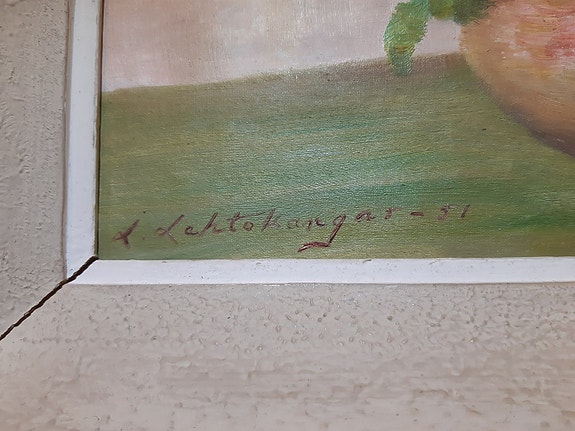 L. Lehtokangas - 51